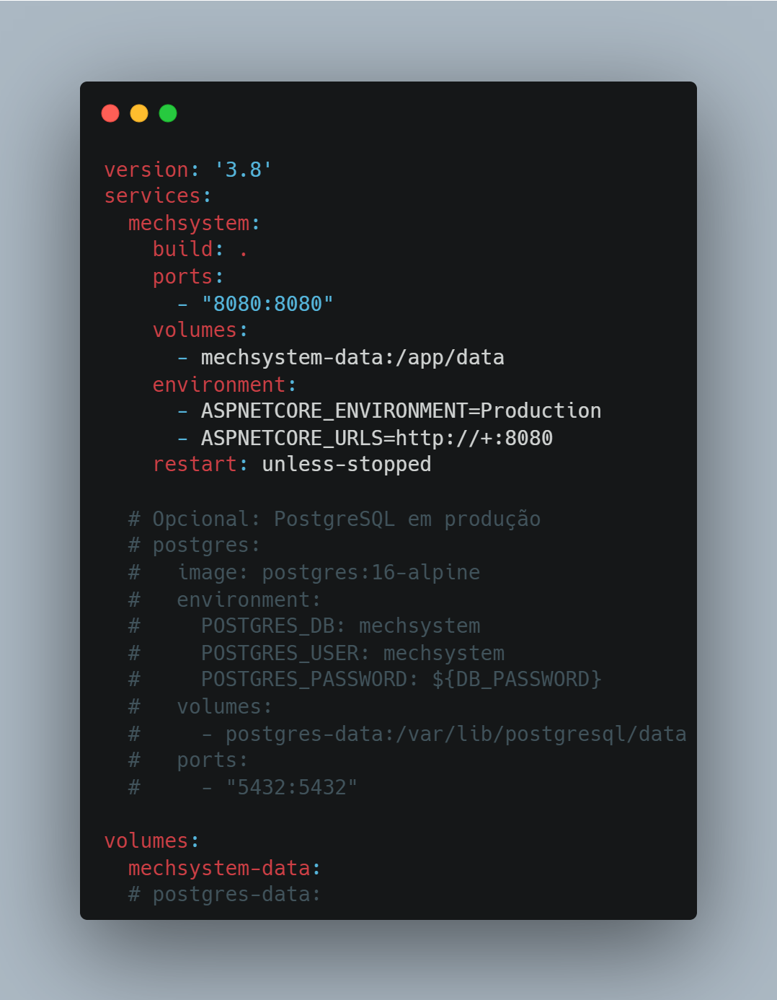 version: '3.8'
services:
  mechsystem:
    build: .
    ports:
      - "8080:8080"
    volumes:
      - mechsystem-data:/app/data
    environment:
      - ASPNETCORE_ENVIRONMENT=Production
      - ASPNETCORE_URLS=http://+:8080
    restart: unless-stopped

  # Opcional: PostgreSQL em produção
  # postgres:
  #   image: postgres:16-alpine
  #   environment:
  #     POSTGRES_DB: mechsystem
  #     POSTGRES_USER: mechsystem
  #     POSTGRES_PASSWORD: ${DB_PASSWORD}
  #   volumes:
  #     - postgres-data:/var/lib/postgresql/data
  #   ports:
  #     - "5432:5432"

volumes:
  mechsystem-data:
  # postgres-data: